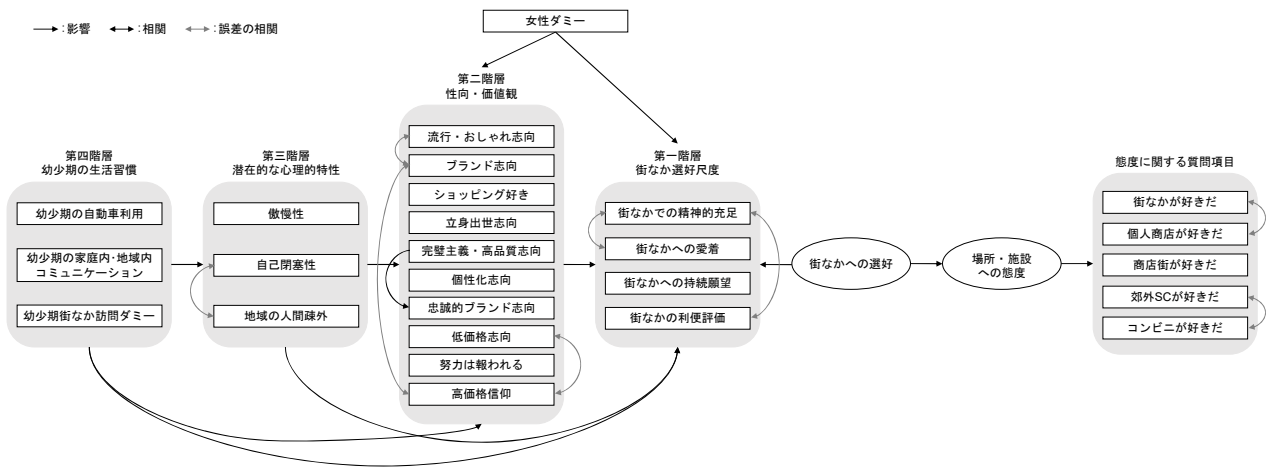 :影響
:相関
:誤差の相関
女性ダミー
第四階層
幼少期の生活習慣
幼少期の自動車利用
幼少期の家庭内・地域内
コミュニケーション
幼少期街なか訪問ダミー
第三階層
潜在的な心理的特性
傲慢性
自己閉塞性
地域の人間疎外
第二階層
性向・価値観
流行・おしゃれ志向
ブランド志向
ショッピング好き
立身出世志向
完璧主義・高品質志向
個性化志向
忠誠的ブランド志向
低価格志向
努力は報われる
高価格信仰
第一階層
街なか選好尺度
街なかでの精神的充足
街なかへの愛着
街なかへの持続願望
街なかの利便評価
街なかへの選好
場所・施設
への態度
態度に関する質問項目
街なかが好きだ
個人商店が好きだ
商店街が好きだ
郊外SCが好きだ
コンビニが好きだ